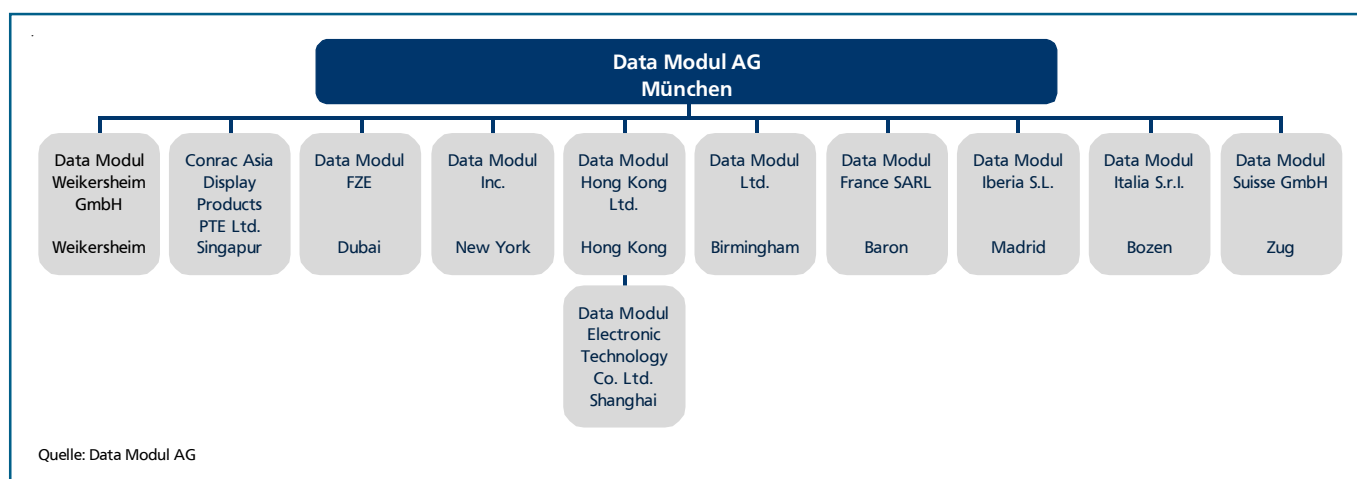 Data Modul AG
München
Data Modul
Weikersheim
GmbH
Weikersheim
Conrac Asia
Display
Products
PTE Ltd.
Singapur
Data Modul
FZE
Dubai
Data Modul
Inc.
New York
Data Modul
Hong Kong
Ltd.
Hong Kong
Data Modul
Ltd.
Birmingham
Data Modul
France SARL
Baron
Data Modul
Iberia S.L.
Madrid
Data Modul
Italia S.r.I.
Bozen
Data Modul
Suisse GmbH
Zug
Data Modul
Electronic
Technology
Co. Ltd.
Shanghai
Quelle: Data Modul AG